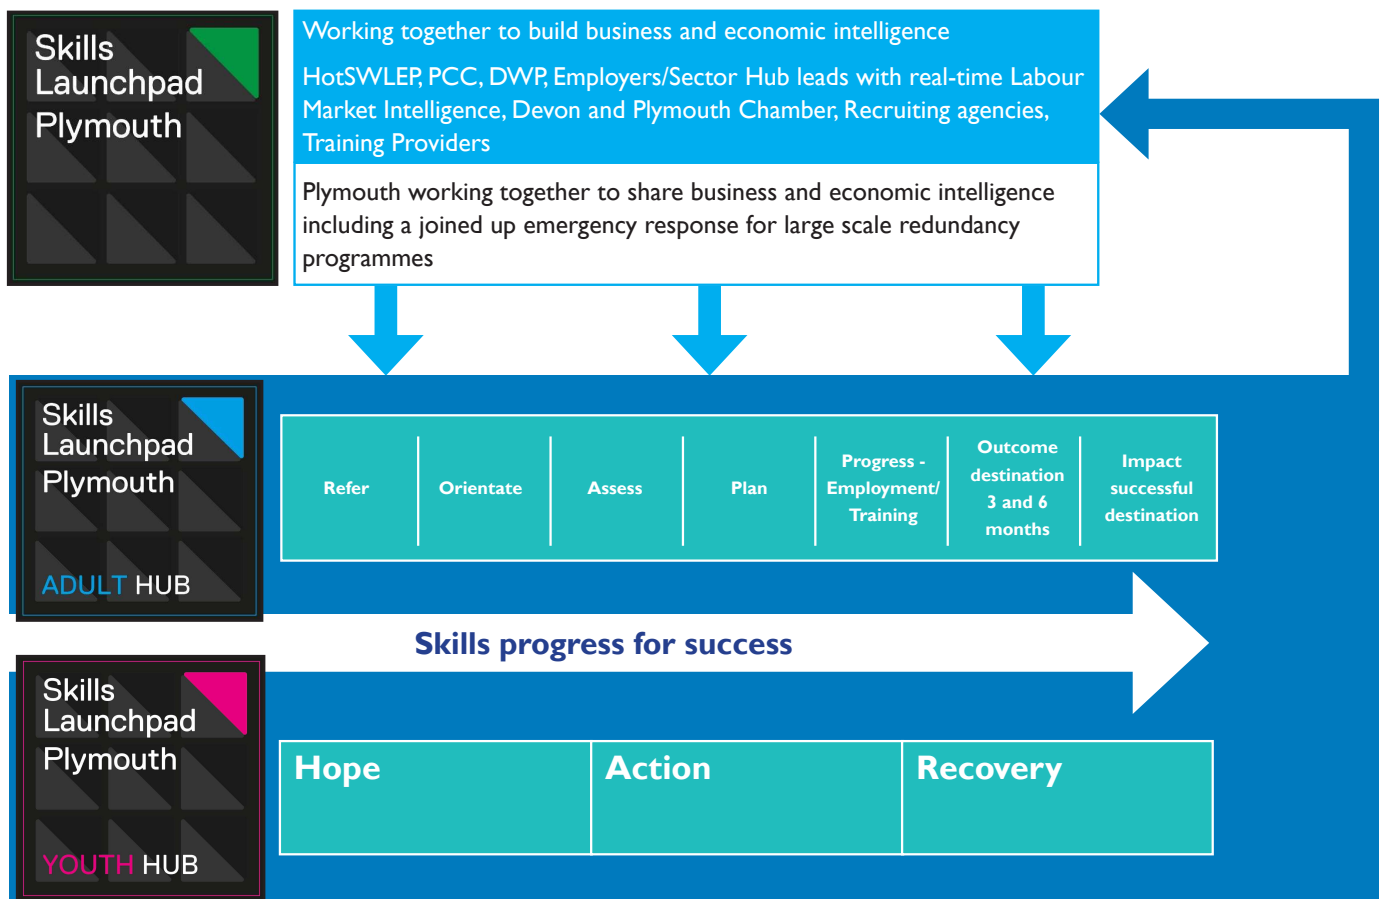 Skills
Launchpad
Plymouth
Working together to build business and economic intelligence
HotSWLEP, PCC, DWP, Employers/Sector Hub leads with real-time Labour
Market Intelligence, Devon and Plymouth Chamber, Recruiting agencies,
Training Providers
Plymouth working together to share business and economic intelligence
including a joined up emergency response for large scale redundancy
programmes
Skills
Launchpad
Plymouth
ADULT HUB
Refer
Orientate
Assess
Plan
Progress -
Employment/
Training
Outcome
destination
3 and 6
months
Impact
successful
destination
Skills progress for success
Skills
Launchpad
Plymouth
YOUTH HUB
Hope
Action
Recovery